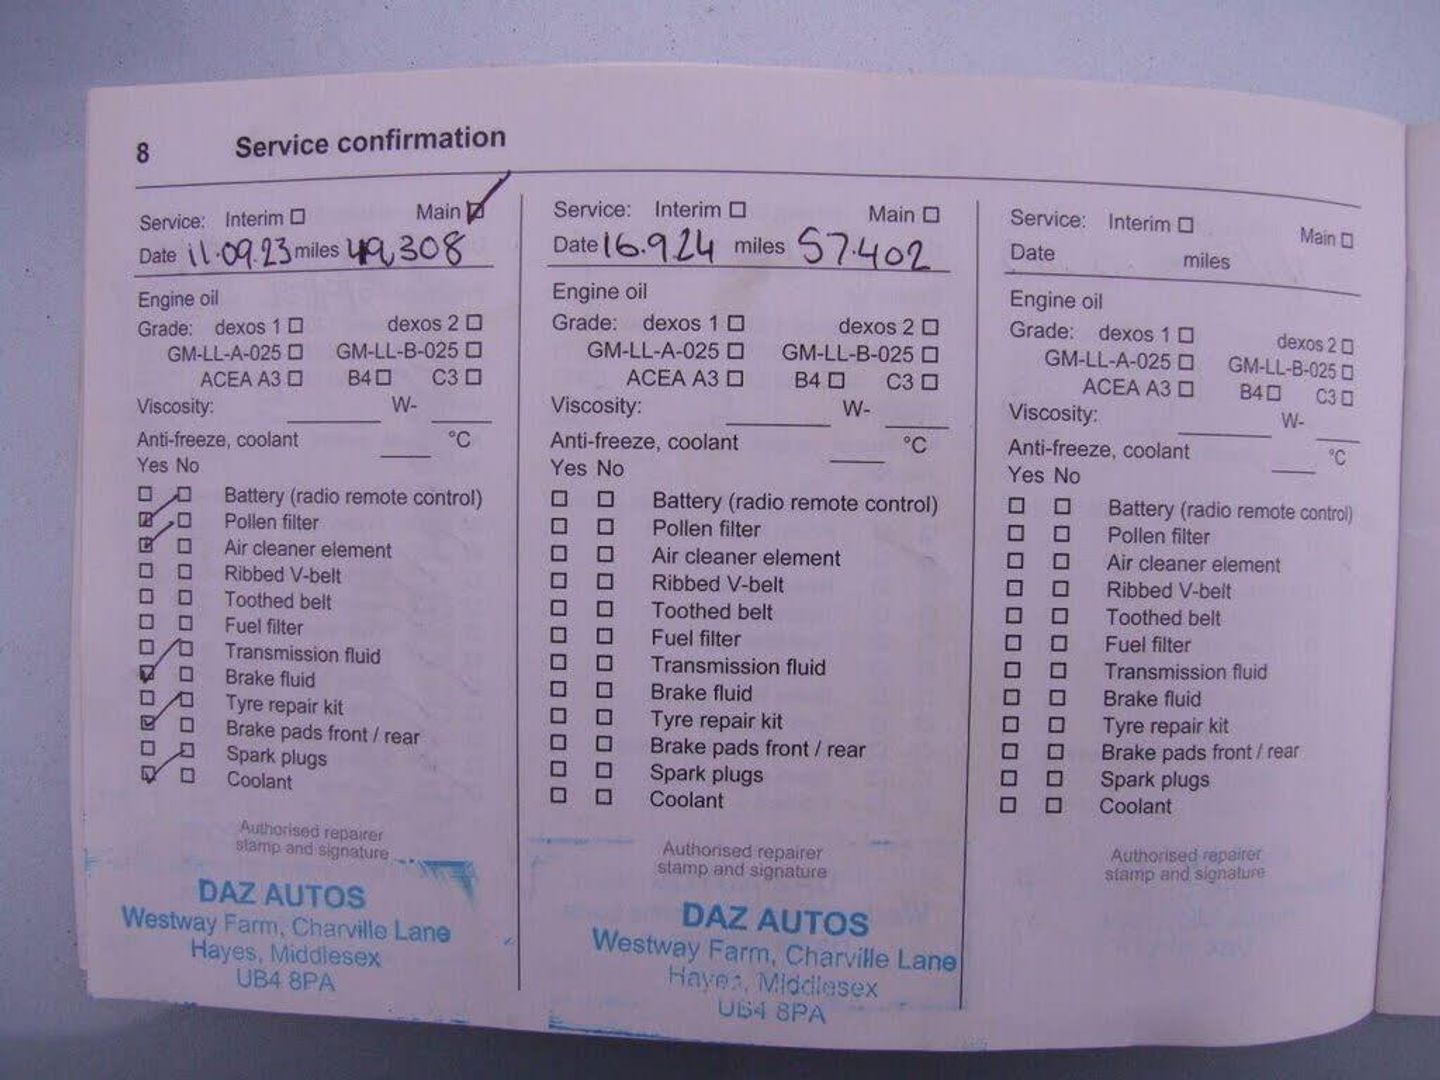 8 Service confirmation
Service: Interim ☐ Main ☑
Date 11.09.23 miles 49,308
Engine oil
Grade: dexos 1 ☐ dexos 2 ☐
GM-LL-A-025 ☐ GM-LL-B-025 ☐
ACEA A3 ☐ B4 ☐ C3 ☐
Viscosity: ____ W- ____
Anti-freeze, coolant ____ °C
Yes No
☐ ☐ Battery (radio remote control)
☑ ☐ Pollen filter
☑ ☐ Air cleaner element
☐ ☐ Ribbed V-belt
☐ ☐ Toothed belt
☐ ☐ Fuel filter
☐ ☐ Transmission fluid
☑ ☐ Brake fluid
☐ ☐ Tyre repair kit
☑ ☐ Brake pads front / rear
☐ ☐ Spark plugs
☑ ☐ Coolant
Authorised repairer
stamp and signature
DAZ AUTOS
Westway Farm, Charville Lane
Hayes, Middlesex
UB4 8PA
Service: Interim ☐ Main ☐
Date 16.9.24 miles 57.402
Engine oil
Grade: dexos 1 ☐ dexos 2 ☐
GM-LL-A-025 ☐ GM-LL-B-025 ☐
ACEA A3 ☐ B4 ☐ C3 ☐
Viscosity: ____ W- ____
Anti-freeze, coolant ____ °C
Yes No
☐ ☐ Battery (radio remote control)
☐ ☐ Pollen filter
☐ ☐ Air cleaner element
☐ ☐ Ribbed V-belt
☐ ☐ Toothed belt
☐ ☐ Fuel filter
☐ ☐ Transmission fluid
☐ ☐ Brake fluid
☐ ☐ Tyre repair kit
☐ ☐ Brake pads front / rear
☐ ☐ Spark plugs
☐ ☐ Coolant
Authorised repairer
stamp and signature
DAZ AUTOS
Westway Farm, Charville Lane
Hayes, Middlesex
UB4 8PA
Service: Interim ☐ Main ☐
Date miles
Engine oil
Grade: dexos 1 ☐ dexos 2 ☐
GM-LL-A-025 ☐ GM-LL-B-025 ☐
ACEA A3 ☐ B4 ☐ C3 ☐
Viscosity: ____ W- ____
Anti-freeze, coolant ____ °C
Yes No
☐ ☐ Battery (radio remote control)
☐ ☐ Pollen filter
☐ ☐ Air cleaner element
☐ ☐ Ribbed V-belt
☐ ☐ Toothed belt
☐ ☐ Fuel filter
☐ ☐ Transmission fluid
☐ ☐ Brake fluid
☐ ☐ Tyre repair kit
☐ ☐ Brake pads front / rear
☐ ☐ Spark plugs
☐ ☐ Coolant
Authorised repairer
stamp and signature